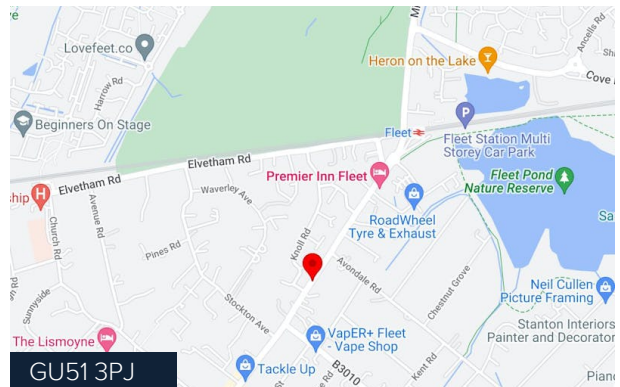 Mi
Ancells Rd
Lovefeet.co
Harrow Rd
Heron on the Lake
Cove
Beginners On Stage
P
Fleet
Fleet Station Multi
Storey Car Park
Elvetham Rd
Elvetham Rd
ship
H
Premier Inn Fleet
Fleet Pond
Nature Reserve
Waverley Ave
Church Rd
Avenue Rd
RoadWheel
Tyre & Exhaust
Sa
Pines Rd
Knoll Rd
Avondale Rd
Chestnut Grove
Neil Cullen
Picture Framing
Sunnyside
Stockton Ave
Stanton Interiors
Painter and Decorator
The Lismoyne
VapER+ Fleet
- Vape Shop
Kent Rd
B3010
Tackle Up
GU51 3PJ